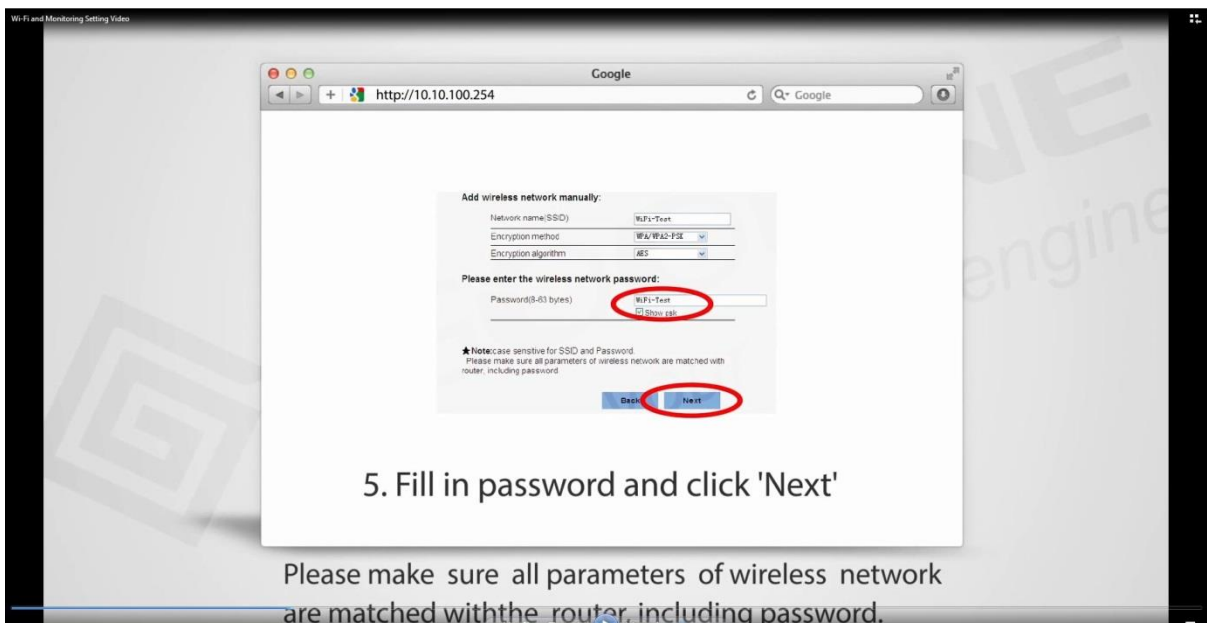 Wi-Fi and Monitoring Setting Video
Google
http://10.10.100.254
Google
Add wireless network manually:
Network name(SSID) WiFi-Test
Encryption method WPA/WPA2-PSK
Encryption algorithm AES
Please enter the wireless network password:
Password(8-63 bytes) WiFi-Test
Show psk
★Note:case sensitive for SSID and Password.
Please make sure all parameters of wireless network are matched with
router, including password.
Back Next
5. Fill in password and click 'Next'
Please make sure all parameters of wireless network
are matched withthe router, including password.
engine